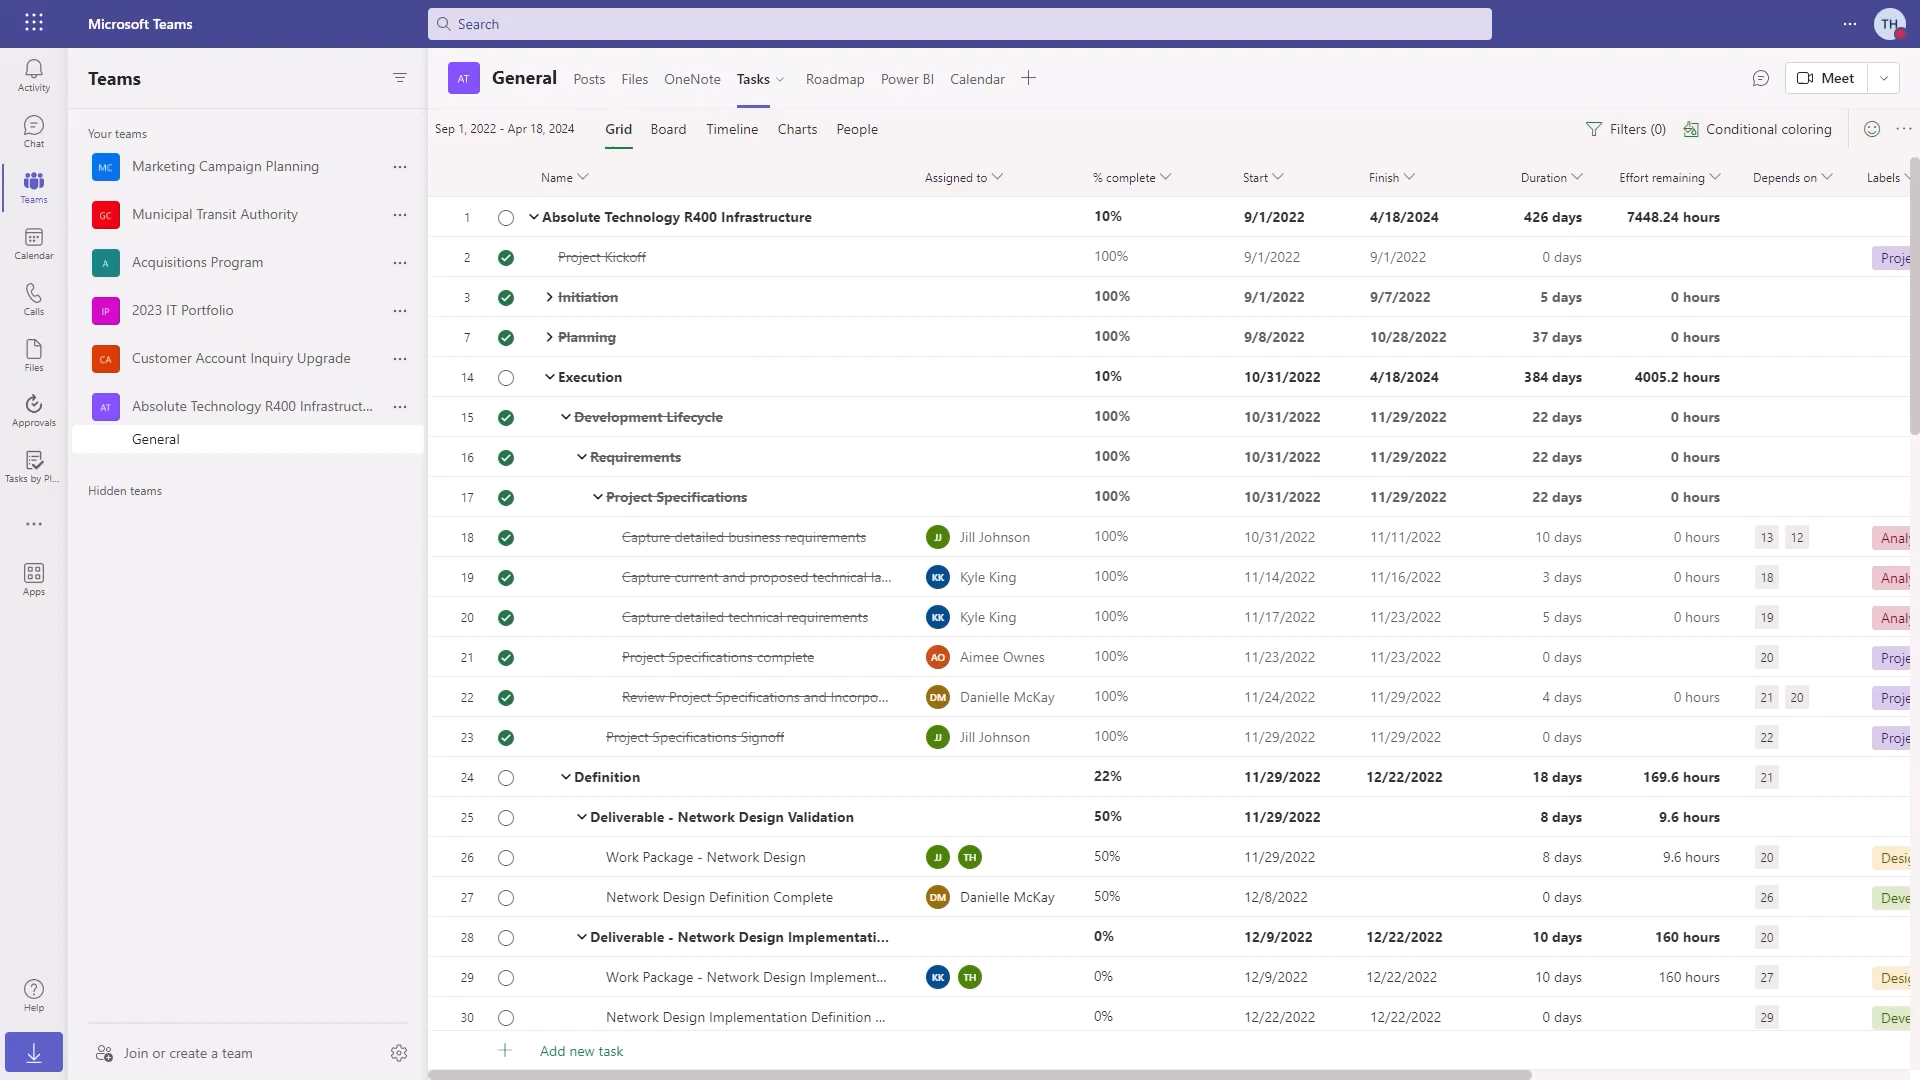 Microsoft Teams
Search
TH
Activity
Chat
Teams
Calendar
Calls
Files
Approvals
Tasks by Pl...
Apps
Help
Teams
Your teams
MC Marketing Campaign Planning
GC Municipal Transit Authority
A Acquisitions Program
IP 2023 IT Portfolio
CA Customer Account Inquiry Upgrade
AT Absolute Technology R400 Infrastruct...
General
Hidden teams
Join or create a team
AT General Posts Files OneNote Tasks Roadmap Power BI Calendar Meet
Sep 1, 2022 - Apr 18, 2024 Grid Board Timeline Charts People Filters (0) Conditional coloring
Name Assigned to % complete Start Finish Duration Effort remaining Depends on Labels
1 Absolute Technology R400 Infrastructure 10% 9/1/2022 4/18/2024 426 days 7448.24 hours
2 Project Kickoff 100% 9/1/2022 9/1/2022 0 days Proje
3 Initiation 100% 9/1/2022 9/7/2022 5 days 0 hours
7 Planning 100% 9/8/2022 10/28/2022 37 days 0 hours
14 Execution 10% 10/31/2022 4/18/2024 384 days 4005.2 hours
15 Development Lifecycle 100% 10/31/2022 11/29/2022 22 days 0 hours
16 Requirements 100% 10/31/2022 11/29/2022 22 days 0 hours
17 Project Specifications 100% 10/31/2022 11/29/2022 22 days 0 hours
18 Capture detailed business requirements JJ Jill Johnson 100% 10/31/2022 11/11/2022 10 days 0 hours 13 12 Analy
19 Capture current and proposed technical la... KK Kyle King 100% 11/14/2022 11/16/2022 3 days 0 hours 18 Analy
20 Capture detailed technical requirements KK Kyle King 100% 11/17/2022 11/23/2022 5 days 0 hours 19 Analy
21 Project Specifications complete AO Aimee Ownes 100% 11/23/2022 11/23/2022 0 days 20 Proje
22 Review Project Specifications and Incorpo... DM Danielle McKay 100% 11/24/2022 11/29/2022 4 days 0 hours 21 20 Proje
23 Project Specifications Signoff JJ Jill Johnson 100% 11/29/2022 11/29/2022 0 days 22 Proje
24 Definition 22% 11/29/2022 12/22/2022 18 days 169.6 hours 21
25 Deliverable - Network Design Validation 50% 11/29/2022 8 days 9.6 hours
26 Work Package - Network Design JJ TH 50% 11/29/2022 8 days 9.6 hours 20 Desig
27 Network Design Definition Complete DM Danielle McKay 50% 12/8/2022 0 days 26 Deve
28 Deliverable - Network Design Implementati... 0% 12/9/2022 12/22/2022 10 days 160 hours 20
29 Work Package - Network Design Implement... KK TH 0% 12/9/2022 12/22/2022 10 days 160 hours 27 Desig
30 Network Design Implementation Definition ... 0% 12/22/2022 12/22/2022 0 days 29 Deve
Add new task